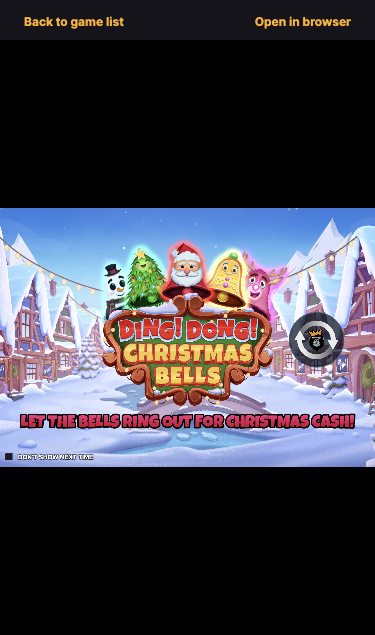 Back to game list
Open in browser
DING! DONG!
CHRISTMAS
BELLS
LET THE BELLS RING OUT FOR CHRISTMAS CASH!
DON'T SHOW NEXT TIME